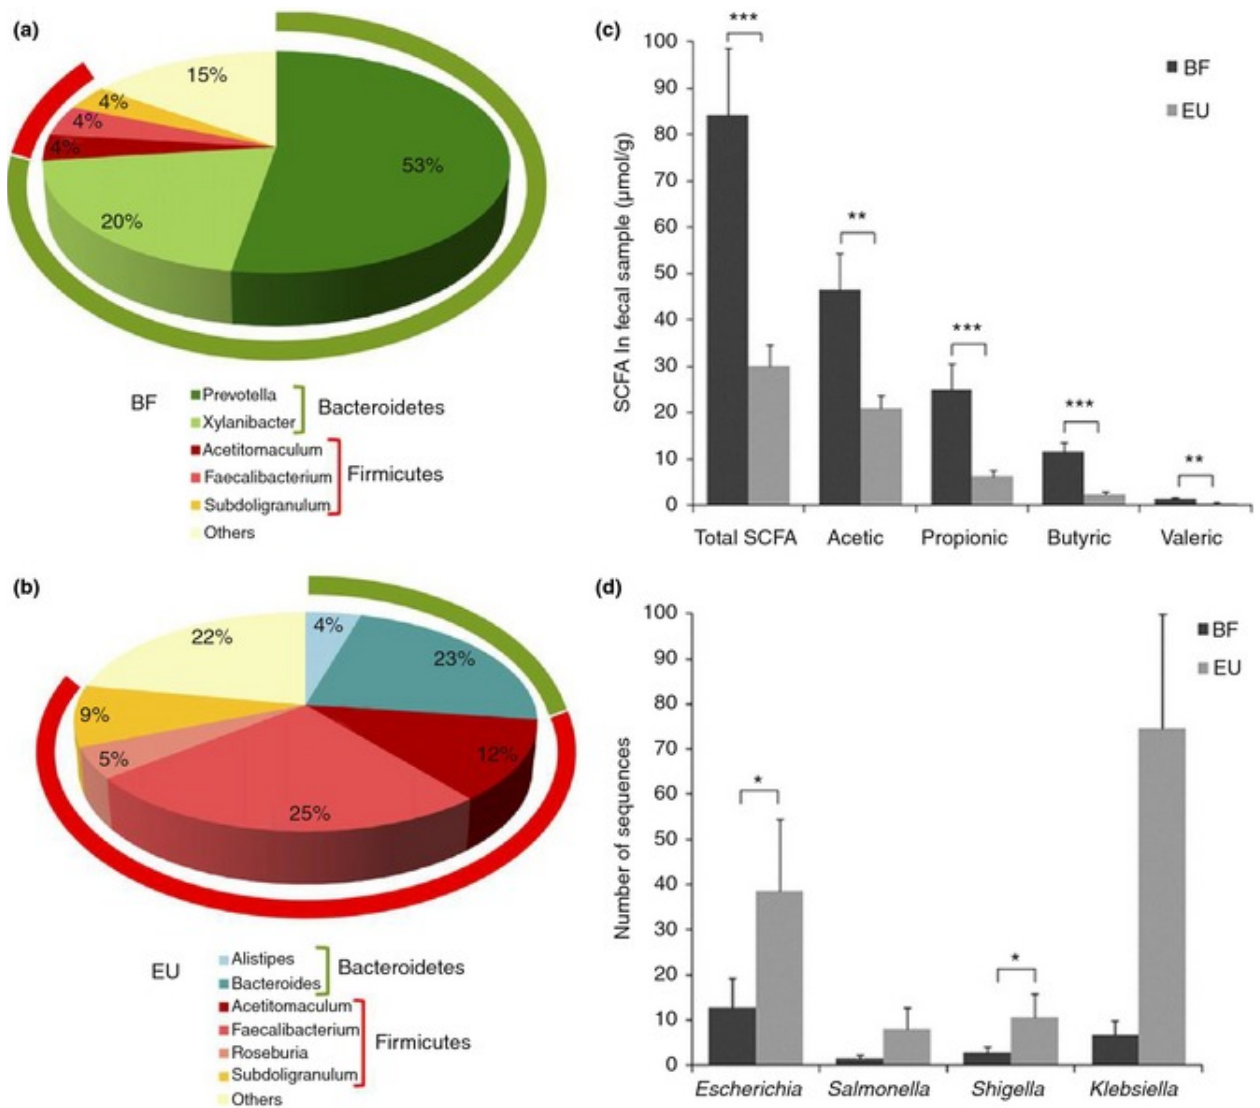 (a)
15%
4%
4%
4%
53%
20%
BF
Prevotella
Xylanibacter
Bacteroidetes
Acetitomaculum
Faecalibacterium
Subdoligranulum
Firmicutes
Others
(b)
22%
4%
23%
9%
5%
12%
25%
EU
Alistipes
Bacteroides
Bacteroidetes
Acetitomaculum
Faecalibacterium
Roseburia
Subdoligranulum
Firmicutes
Others
(c)
SCFA In fecal sample (µmol/g)
100
90
80
70
60
50
40
30
20
10
0
***
**
***
***
**
BF
EU
Total SCFA Acetic Propionic Butyric Valeric
(d)
Number of sequences
100
90
80
70
60
50
40
30
20
10
0
*
*
BF
EU
Escherichia Salmonella Shigella Klebsiella